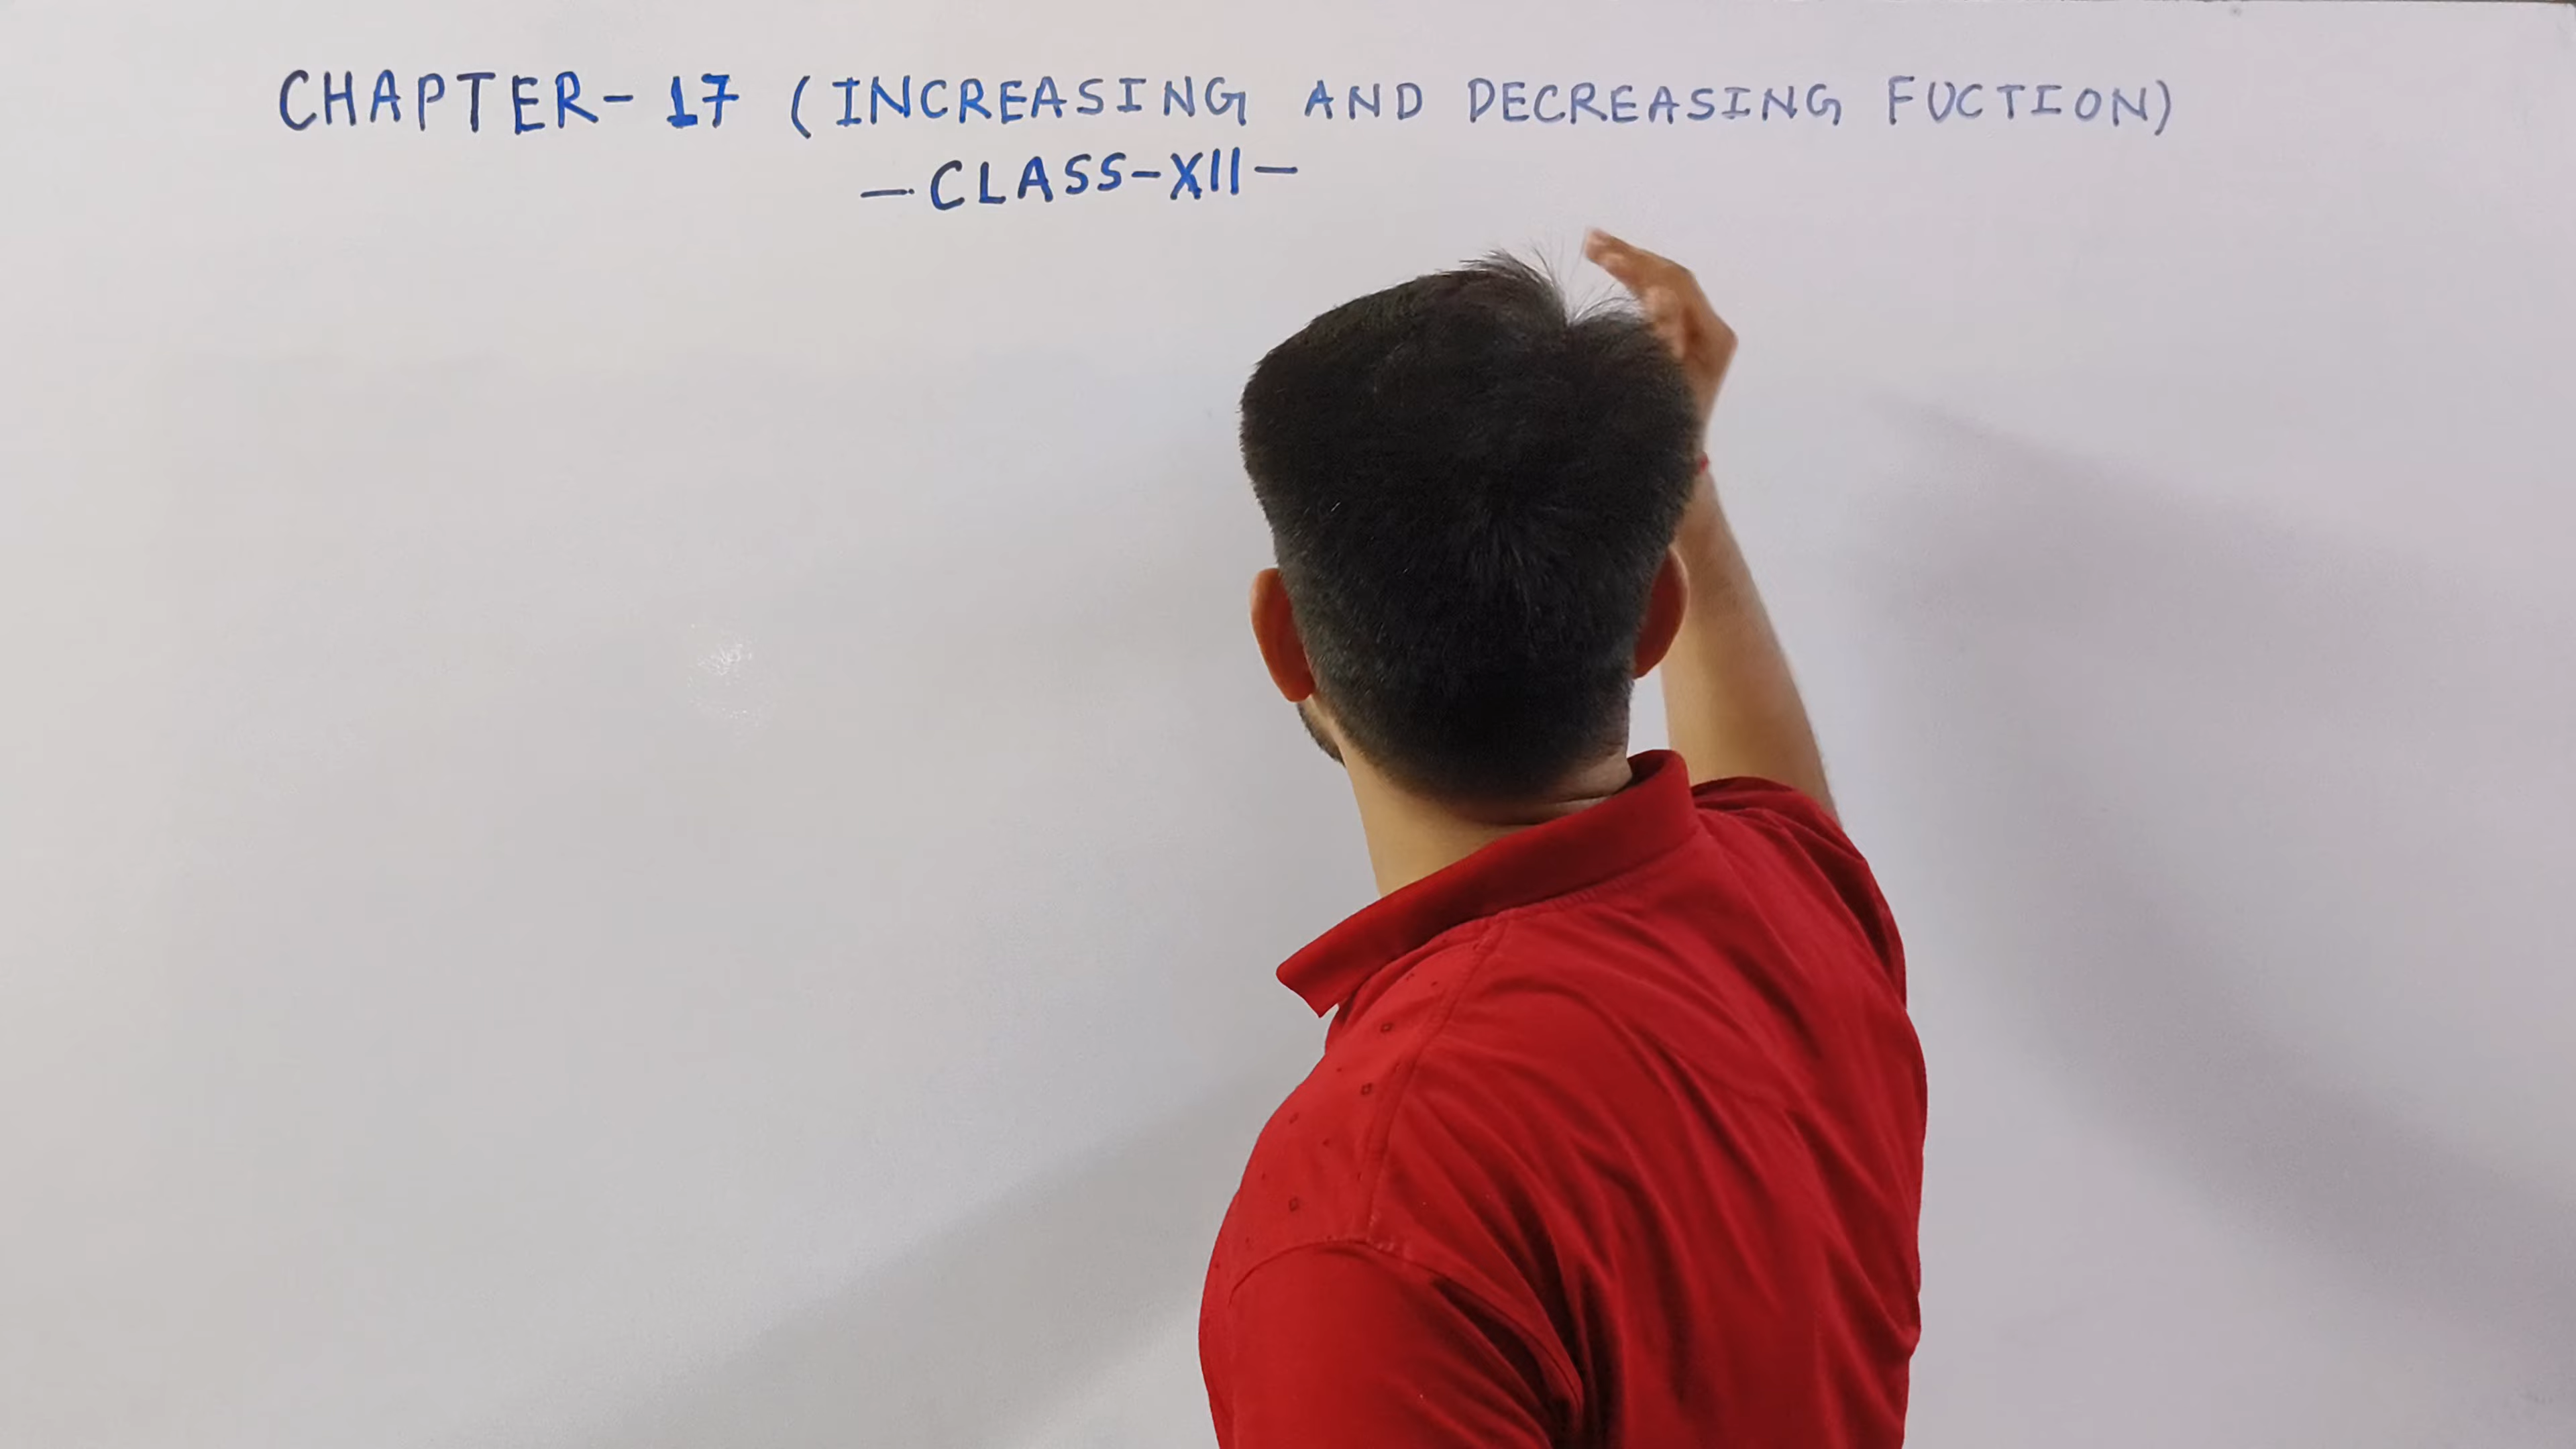 CHAPTER-17 (INCREASING AND DECREASING FUCTION)
-CLASS-XII-